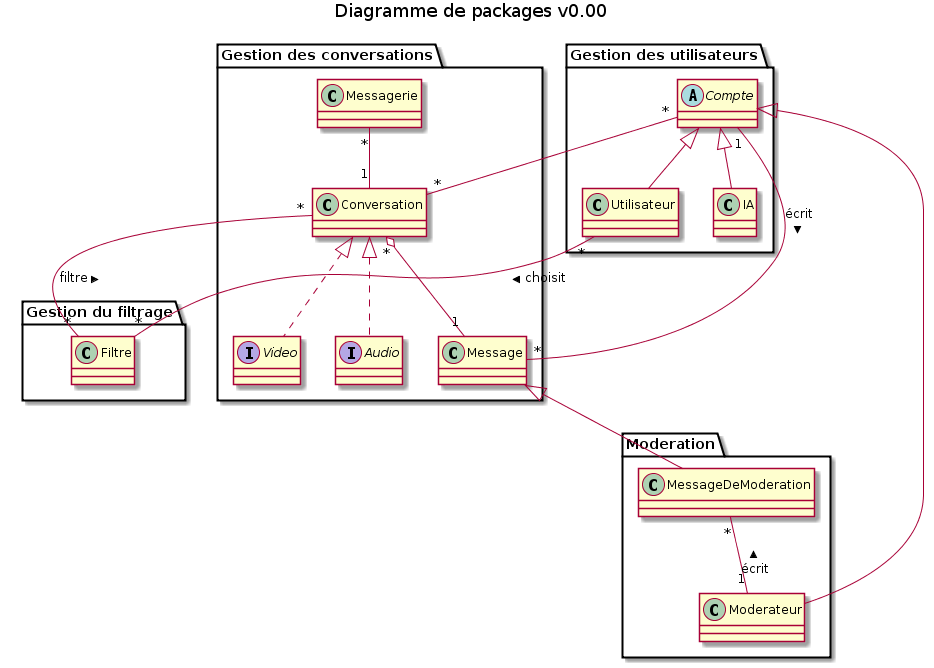 Diagramme de packages v0.00
Gestion des conversations
Gestion des utilisateurs
C Messagerie
A Compte
*
1
*
*
1
C Conversation
C Utilisateur
C IA
*
*
*
écrit ▼
filtre ►
◄ choisit
Gestion du filtrage
*
*
1
*
C Filtre
I Video
I Audio
C Message
Moderation
C MessageDeModeration
*
▲
écrit
1
C Moderateur